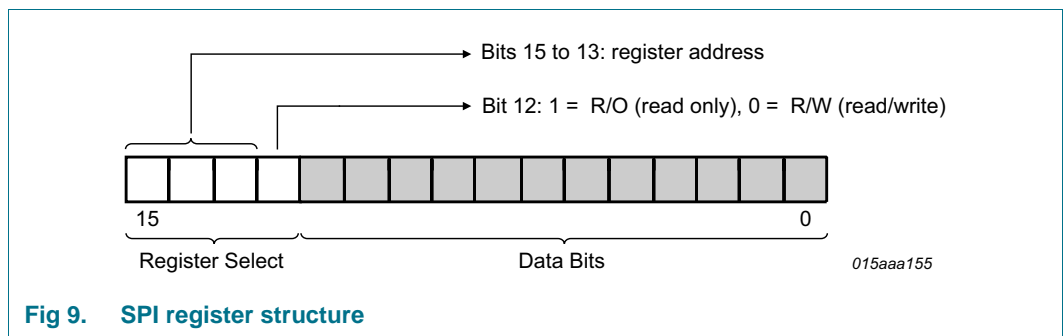 Bits 15 to 13: register address
Bit 12: 1 = R/O (read only), 0 = R/W (read/write)
15 0
Register Select Data Bits
015aaa155
Fig 9. SPI register structure